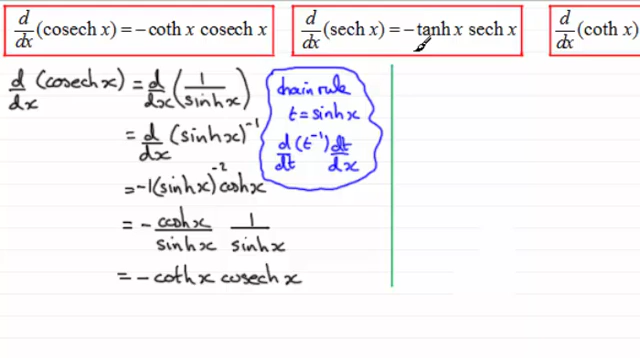 d/dx (cosech x) = − coth x cosech x
d/dx (sech x) = − tanh x sech x
d/dx (coth x)
d/dx (cosech x) = d/dx (1/sinh x)
= d/dx (sinh x)⁻¹
= -1(sinh x)⁻² cosh x
= - cosh x/sinh x 1/sinh x
= - coth x cosech x
chain rule
t = sinh x
d/dt (t⁻¹) dt/dx